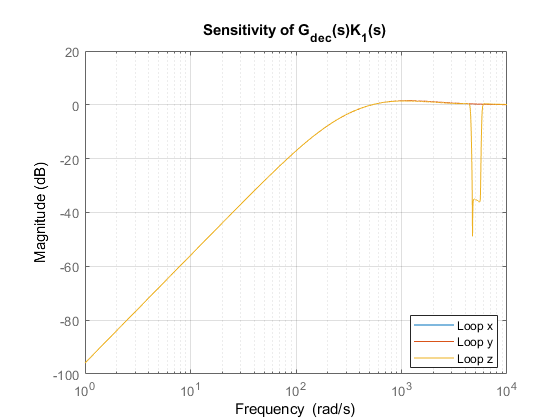 Sensitivity of G_dec(s)K_1(s)
20
0
-20
-40
-60
-80
-100
Magnitude (dB)
Loop x
Loop y
Loop z
10^0 10^1 10^2 10^3 10^4
Frequency (rad/s)